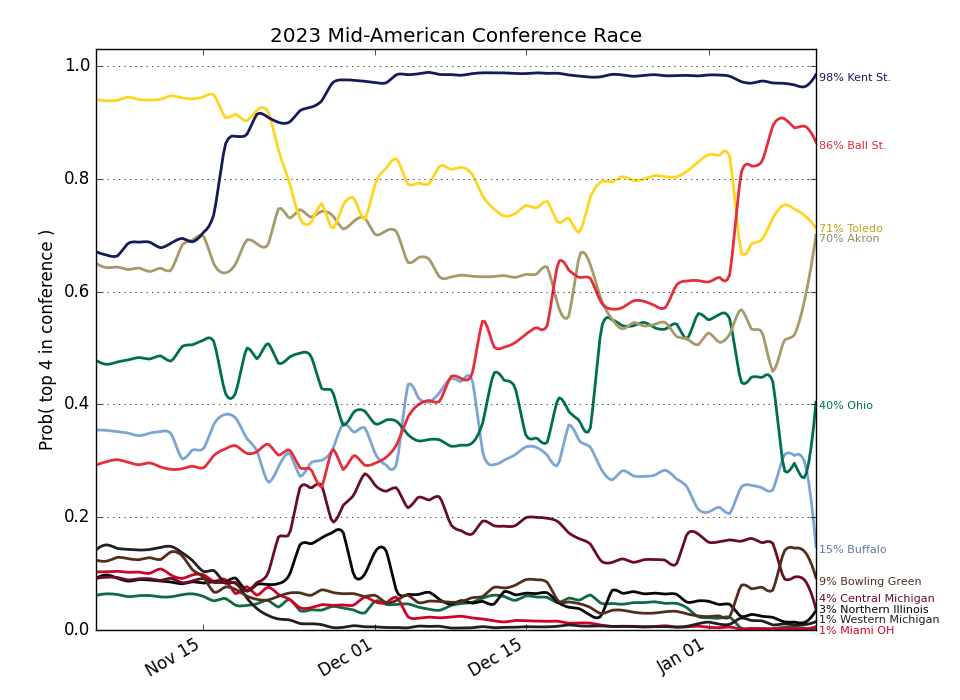 2023 Mid-American Conference Race
Prob( top 4 in conference )
1.0
0.8
0.6
0.4
0.2
0.0
Nov 15
Dec 01
Dec 15
Jan 01
98% Kent St.
86% Ball St.
71% Toledo
70% Akron
40% Ohio
15% Buffalo
9% Bowling Green
4% Central Michigan
3% Northern Illinois
1% Western Michigan
1% Miami OH